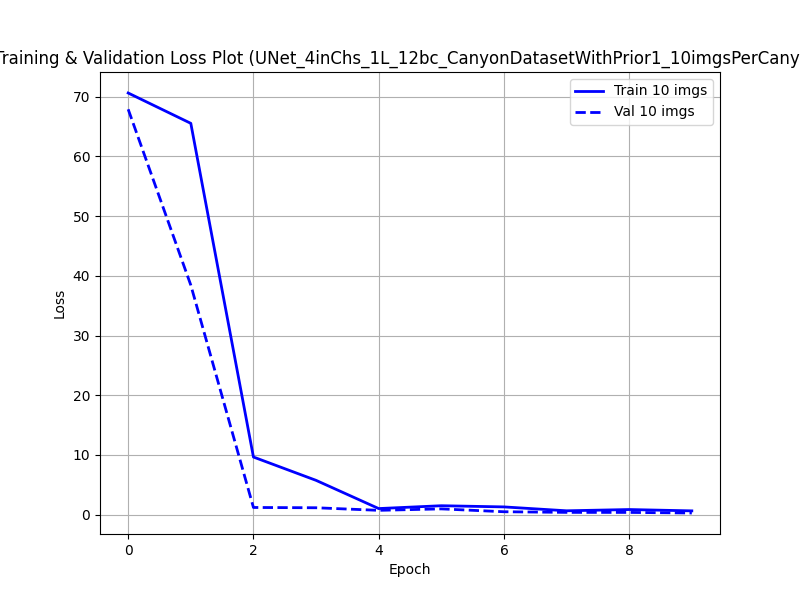 Training & Validation Loss Plot (UNet_4inChs_1L_12bc_CanyonDatasetWithPrior1_10imgsPerCany
Train 10 imgs
Val 10 imgs
70
60
50
40
30
20
10
0
Loss
0 2 4 6 8
Epoch